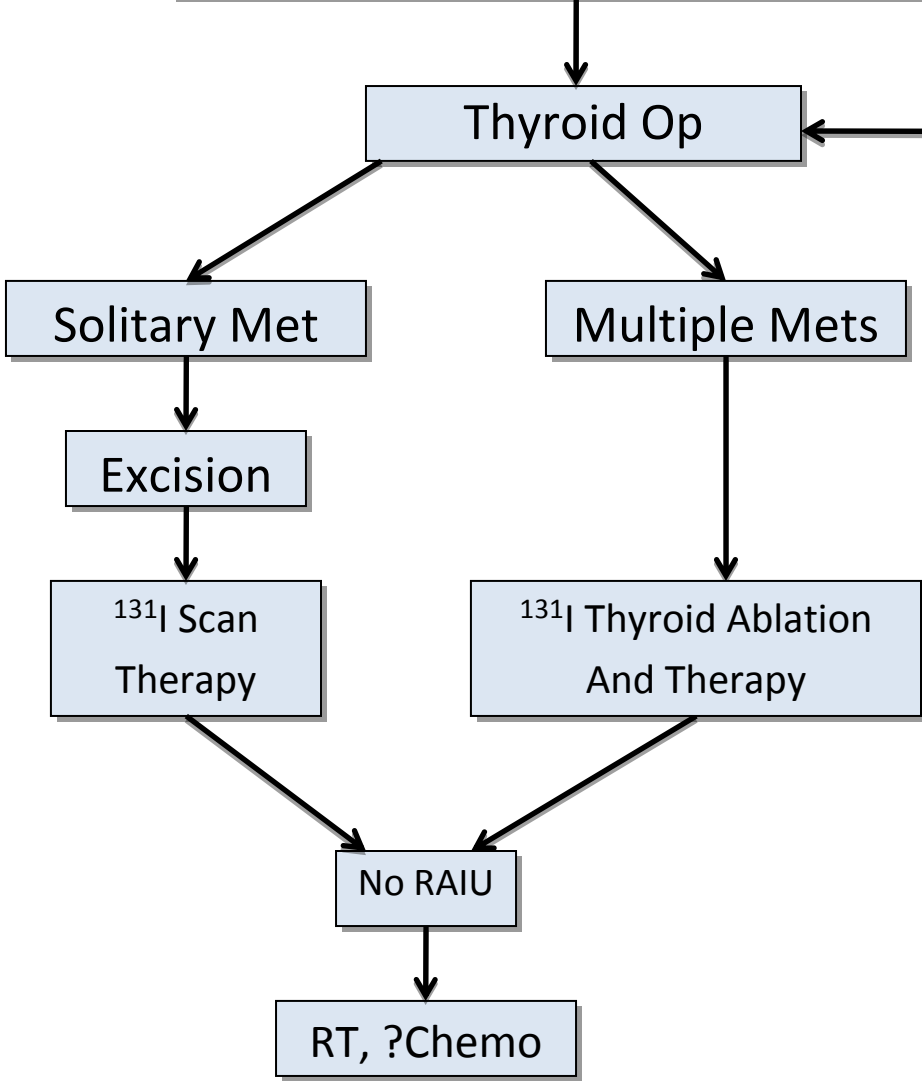 Thyroid Op
Solitary Met
Multiple Mets
Excision
¹³¹I Scan
Therapy
¹³¹I Thyroid Ablation
And Therapy
No RAIU
RT, ?Chemo